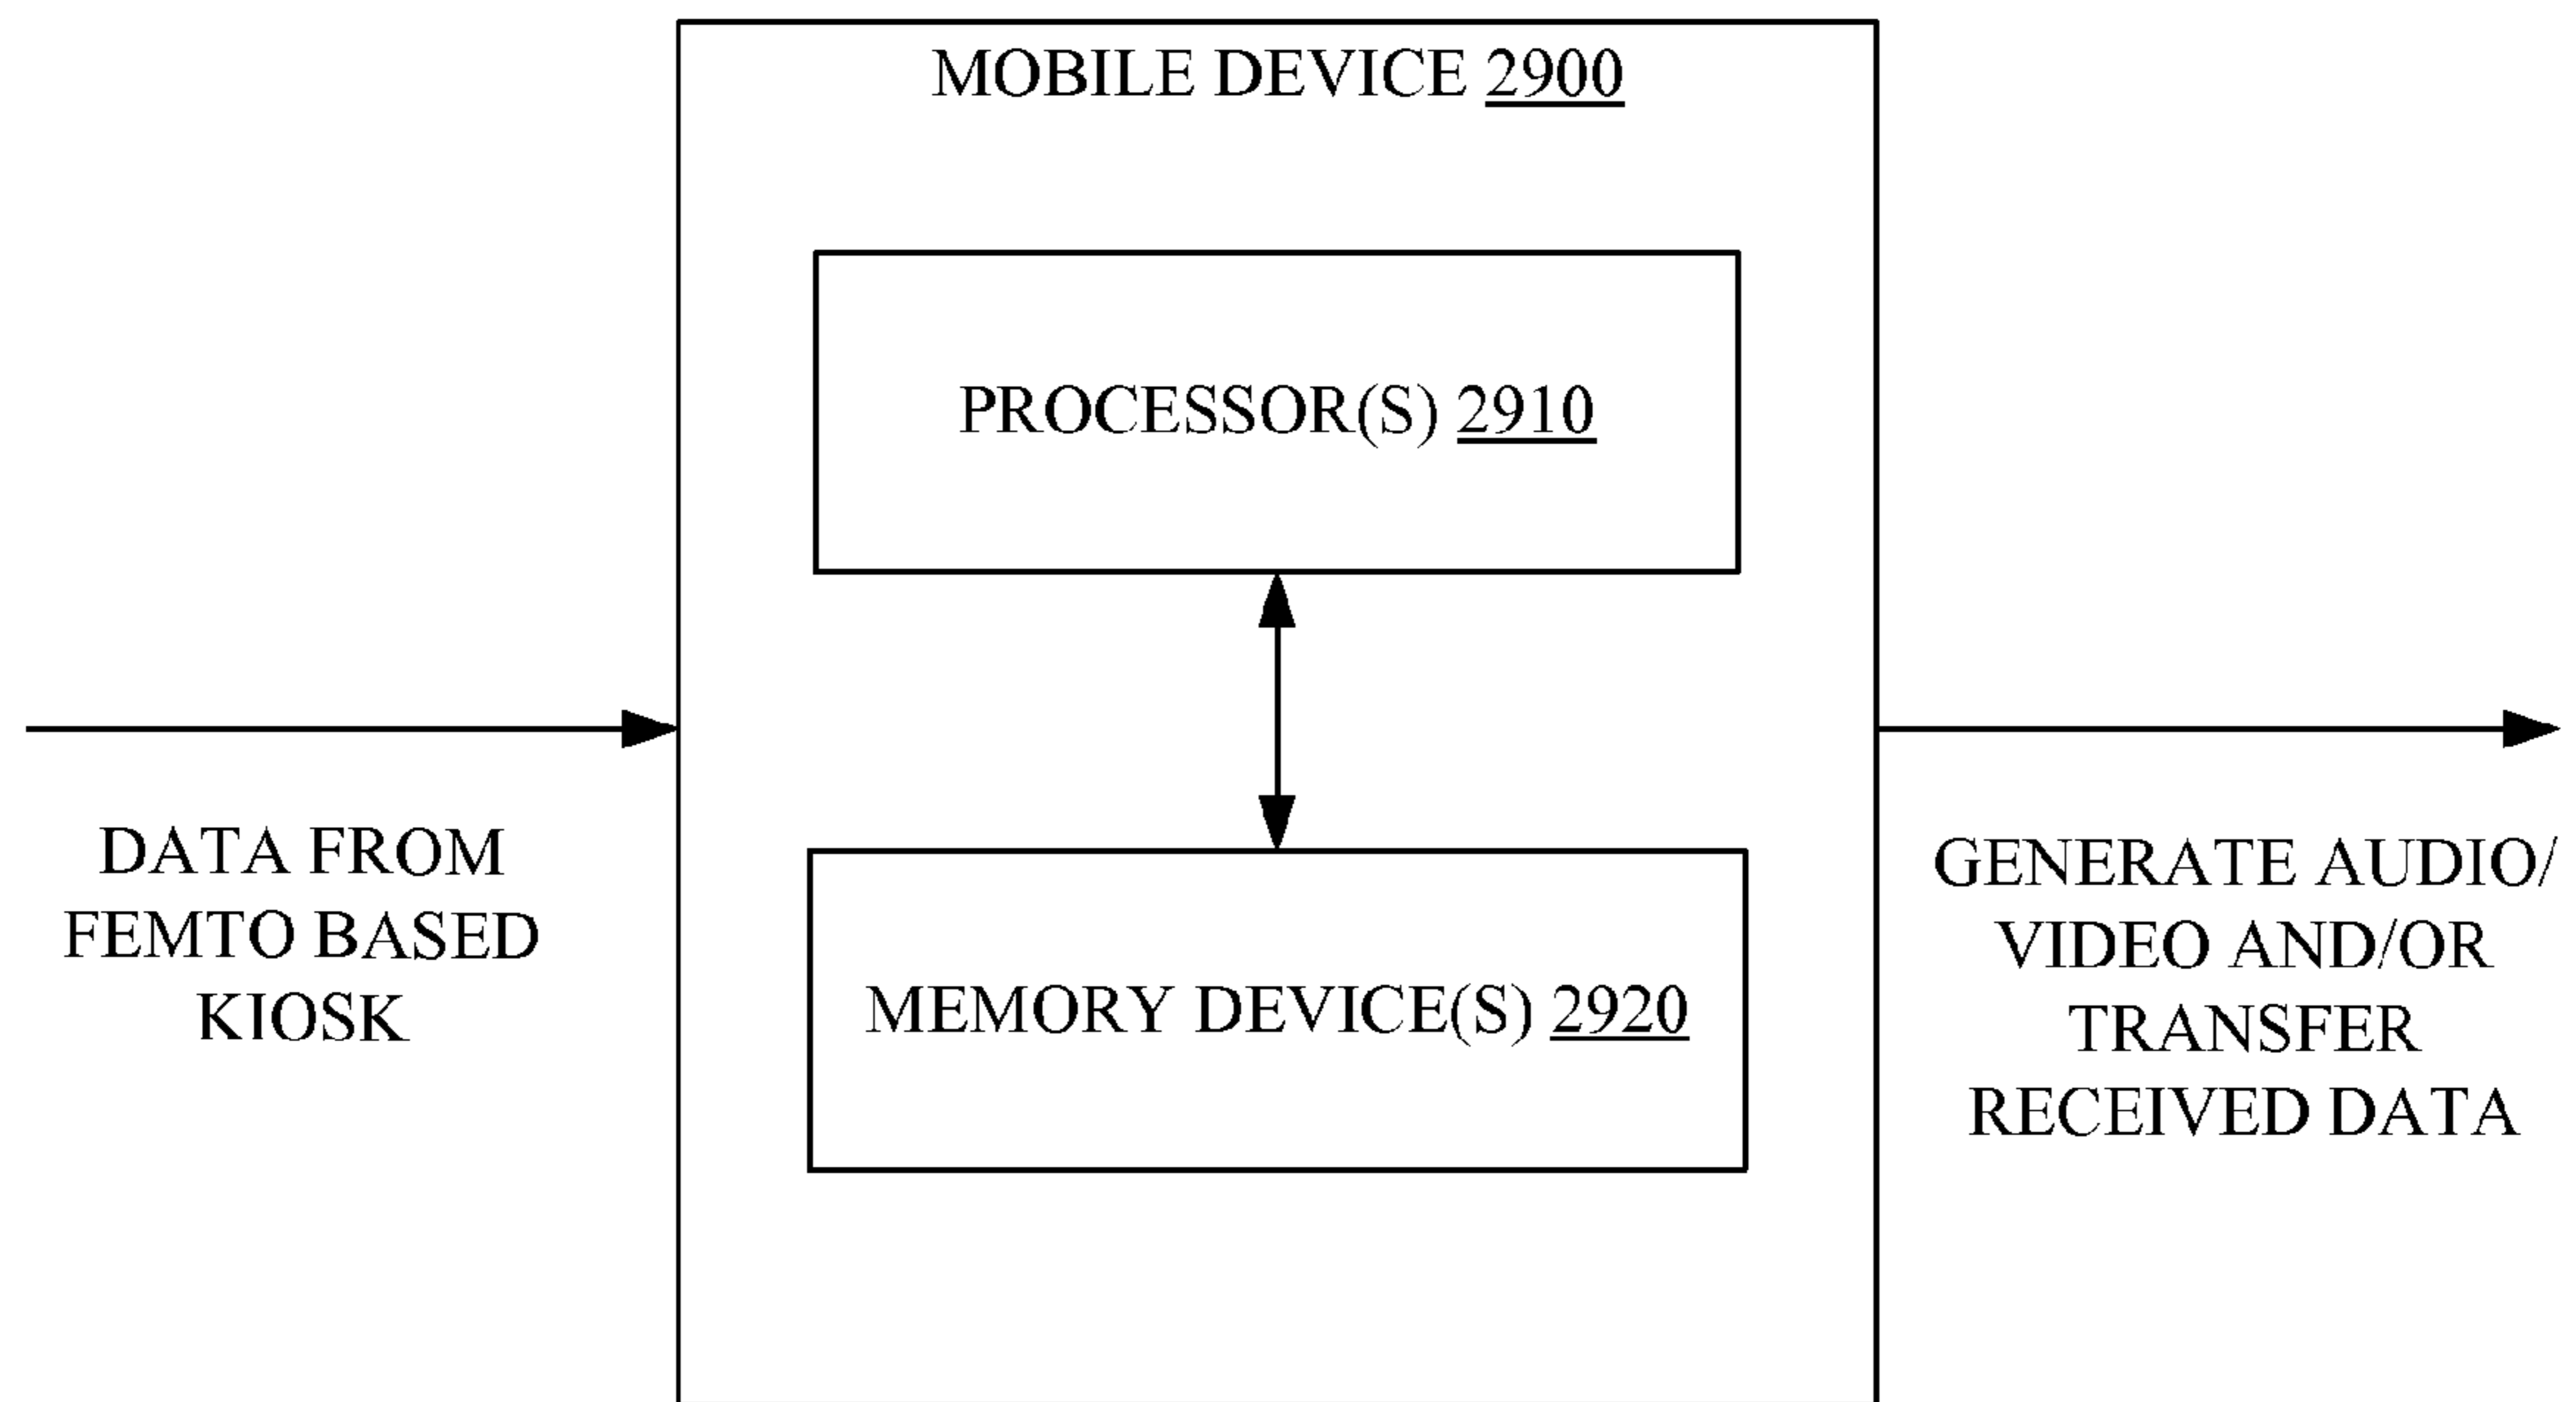 MOBILE DEVICE 2900
PROCESSOR(S) 2910
DATA FROM
FEMTO BASED
KIOSK
MEMORY DEVICE(S) 2920
GENERATE AUDIO/
VIDEO AND/OR
TRANSFER
RECEIVED DATA